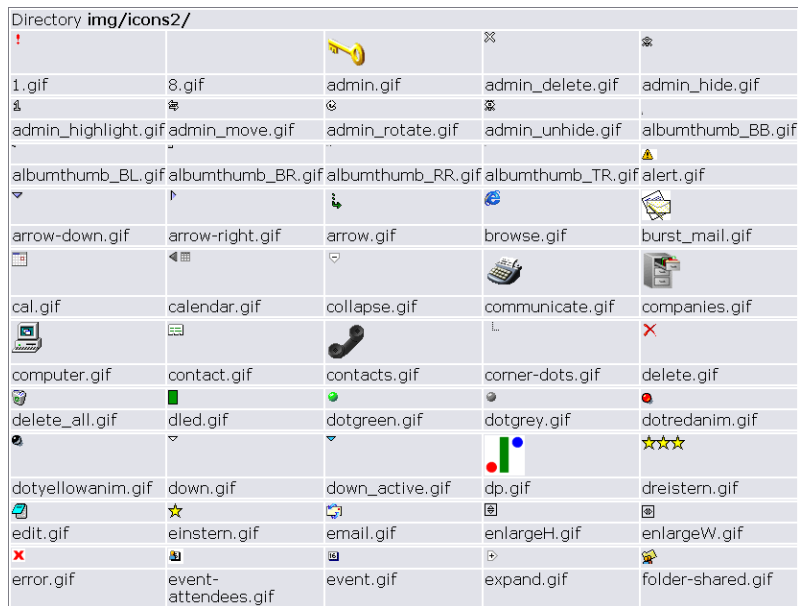 Directory img/icons2/
1.gif 8.gif admin.gif admin_delete.gif admin_hide.gif
admin_highlight.gif admin_move.gif admin_rotate.gif admin_unhide.gif albumthumb_BB.gif
albumthumb_BL.gif albumthumb_BR.gif albumthumb_RR.gif albumthumb_TR.gif alert.gif
arrow-down.gif arrow-right.gif arrow.gif browse.gif burst_mail.gif
cal.gif calendar.gif collapse.gif communicate.gif companies.gif
computer.gif contact.gif contacts.gif corner-dots.gif delete.gif
delete_all.gif dled.gif dotgreen.gif dotgrey.gif dotredanim.gif
dotyellowanim.gif down.gif down_active.gif dp.gif dreistern.gif
edit.gif einstern.gif email.gif enlargeH.gif enlargeW.gif
error.gif event- expand.gif folder-shared.gif
attendees.gif